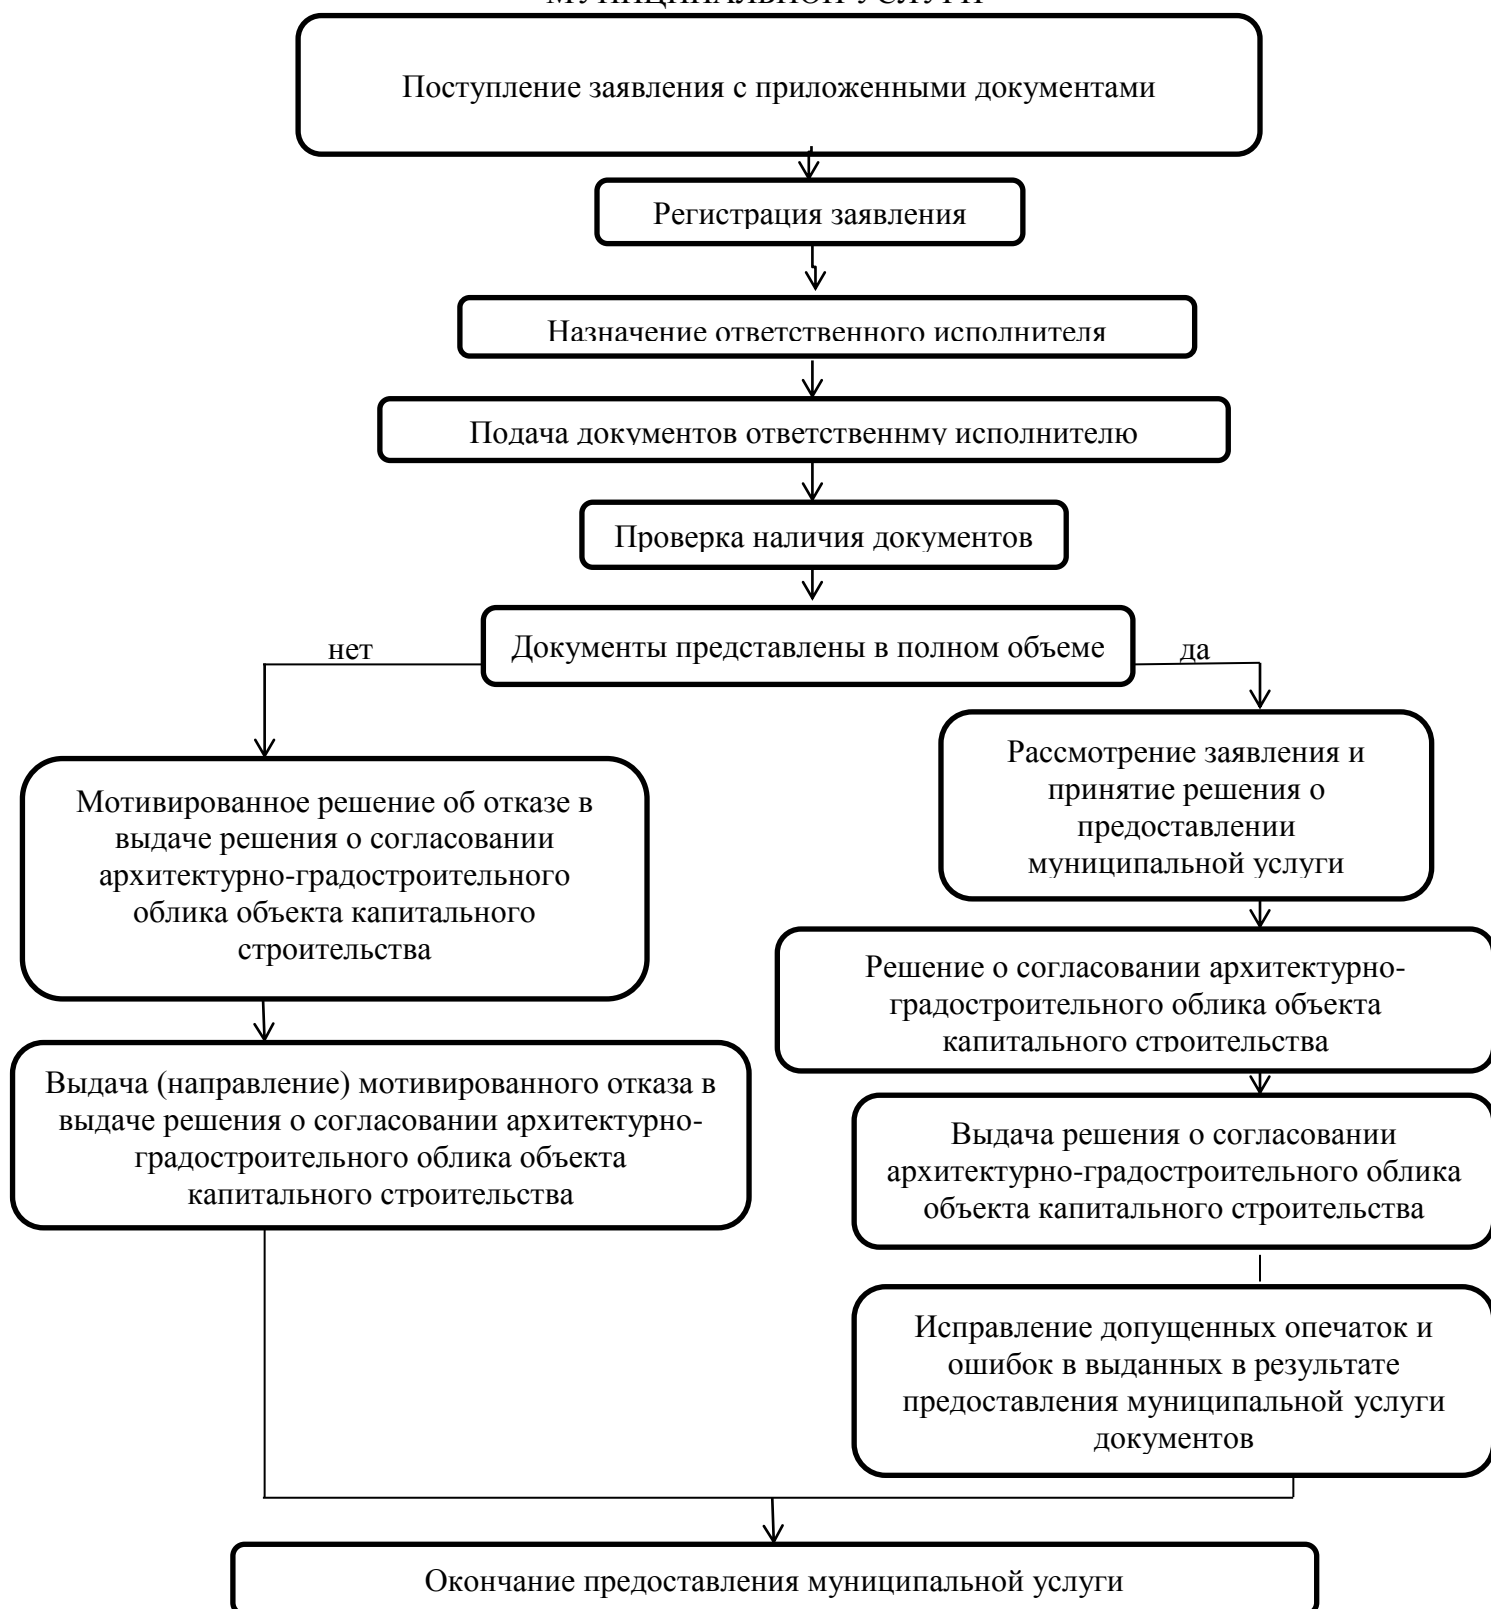 МУНИЦИПАЛЬНОЙ УСЛУГИ
Поступление заявления с приложенными документами
Регистрация заявления
Назначение ответственного исполнителя
Подача документов ответственнму исполнителю
Проверка наличия документов
Документы представлены в полном объеме
нет
да
Рассмотрение заявления и
принятие решения о
предоставлении
муниципальной услуги
Мотивированное решение об отказе в
выдаче решения о согласовании
архитектурно-градостроительного
облика объекта капитального
строительства
Решение о согласовании архитектурно-
градостроительного облика объекта
капитального строительства
Выдача (направление) мотивированного отказа в
выдаче решения о согласовании архитектурно-
градостроительного облика объекта
капитального строительства
Выдача решения о согласовании
архитектурно-градостроительного облика
объекта капитального строительства
Исправление допущенных опечаток и
ошибок в выданных в результате
предоставления муниципальной услуги
документов
Окончание предоставления муниципальной услуги